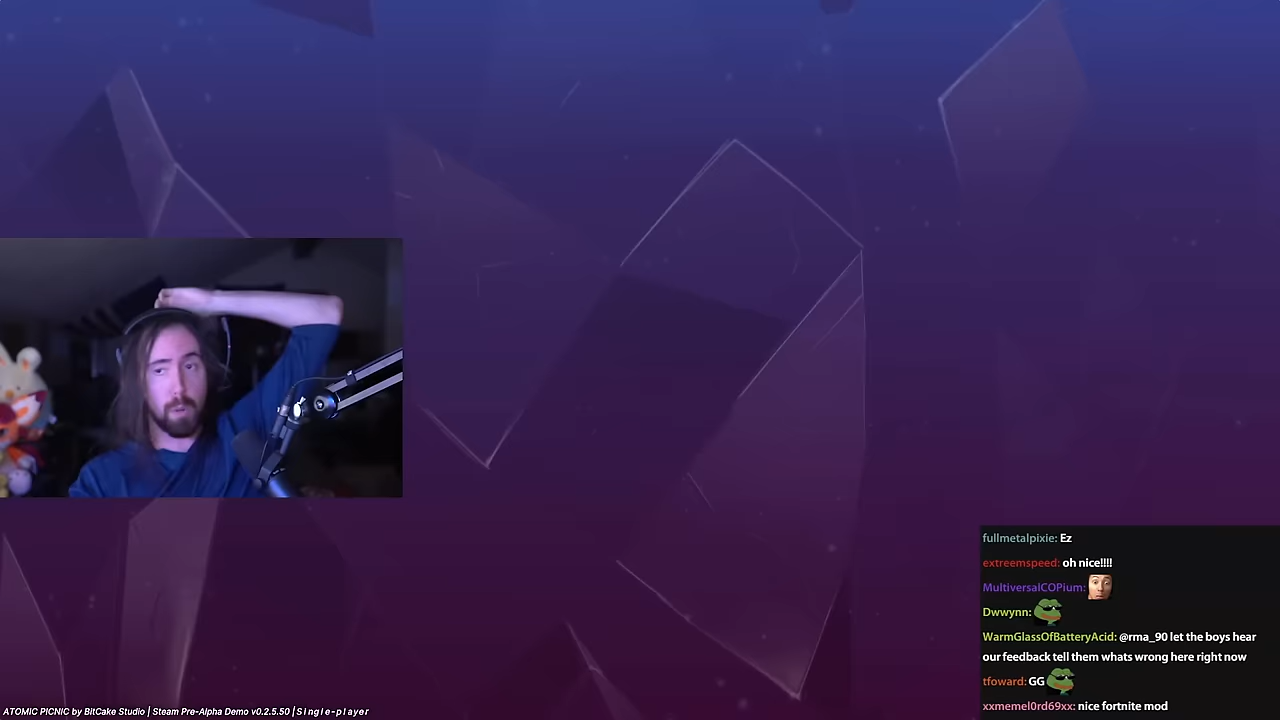 fullmetalpixie: Ez
extreemspeed: oh nice!!!!
MultiversalCOPium:
Dwwynn:
WarmGlassOfBatteryAcid: @rma_90 let the boys hear
our feedback tell them whats wrong here right now
tfoward: GG
xxmemel0rd69xx: nice fortnite mod
ATOMIC PICNIC by BitCake Studio | Steam Pre-Alpha Demo v0.2.5.50 | Single-player